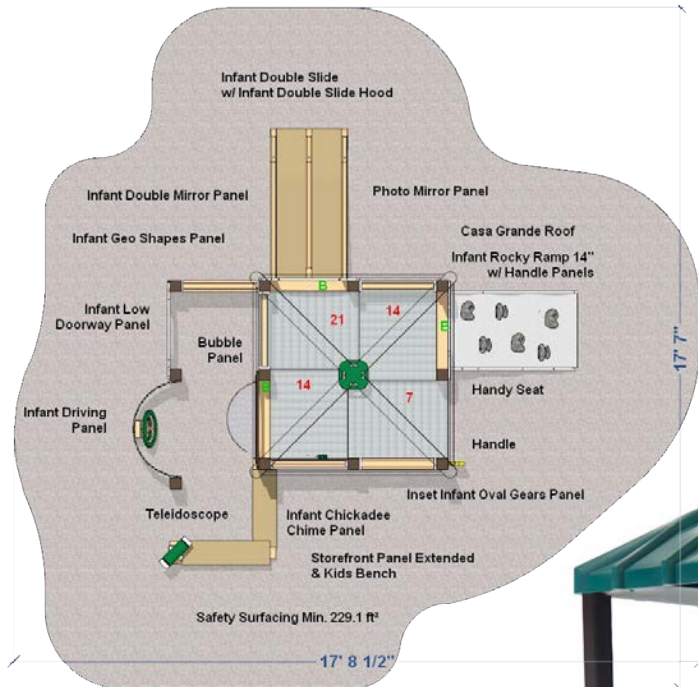 Infant Double Slide
w/ Infant Double Slide Hood
Infant Double Mirror Panel
Photo Mirror Panel
Infant Geo Shapes Panel
Casa Grande Roof
Infant Rocky Ramp 14"
w/ Handle Panels
B
Infant Low
Doorway Panel
21
14
B
Bubble
Panel
17' 7"
B
14
7
Handy Seat
Infant Driving
Panel
Handle
Inset Infant Oval Gears Panel
Teleidoscope
Infant Chickadee
Chime Panel
Storefront Panel Extended
& Kids Bench
Safety Surfacing Min. 229.1 ft²
17' 8 1/2"